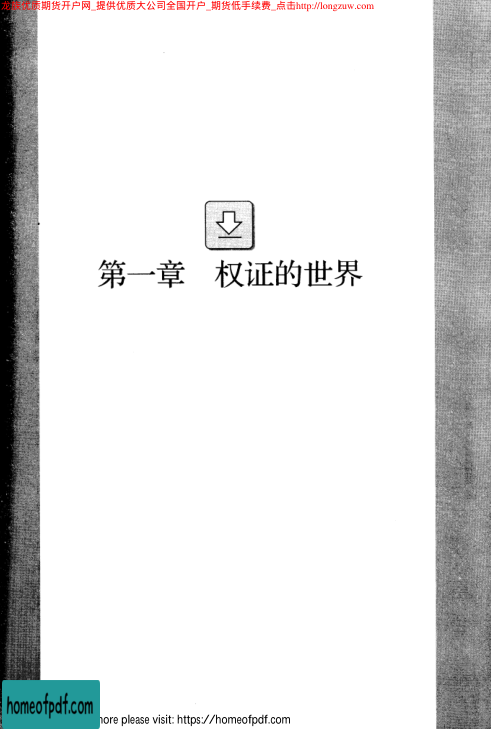 龙族优质期货开户网_提供优质大公司全国开户_期货低手续费_点击http://longzuw.com
第一章 权证的世界
homeofpdf.com
more please visit: https://homeofpdf.com